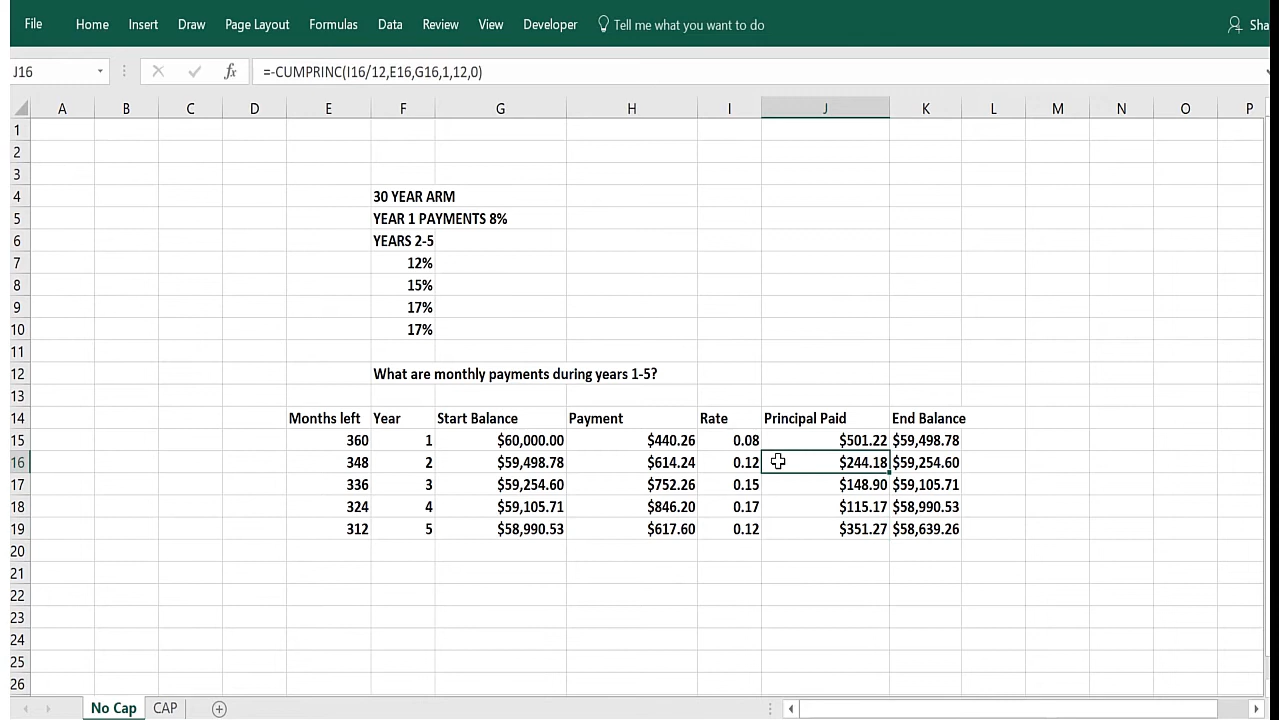 File Home Insert Draw Page Layout Formulas Data Review View Developer Tell me what you want to do Sha
J16 fx =-CUMPRINC(I16/12,E16,G16,1,12,0)
A B C D E F G H I J K L M N O P
1
2
3
4 30 YEAR ARM
5 YEAR 1 PAYMENTS 8%
6 YEARS 2-5
7 12%
8 15%
9 17%
10 17%
11
12 What are monthly payments during years 1-5?
13
14 Months left Year Start Balance Payment Rate Principal Paid End Balance
15 360 1 $60,000.00 $440.26 0.08 $501.22 $59,498.78
16 348 2 $59,498.78 $614.24 0.12 $244.18 $59,254.60
17 336 3 $59,254.60 $752.26 0.15 $148.90 $59,105.71
18 324 4 $59,105.71 $846.20 0.17 $115.17 $58,990.53
19 312 5 $58,990.53 $617.60 0.12 $351.27 $58,639.26
20
21
22
23
24
25
26
No Cap CAP